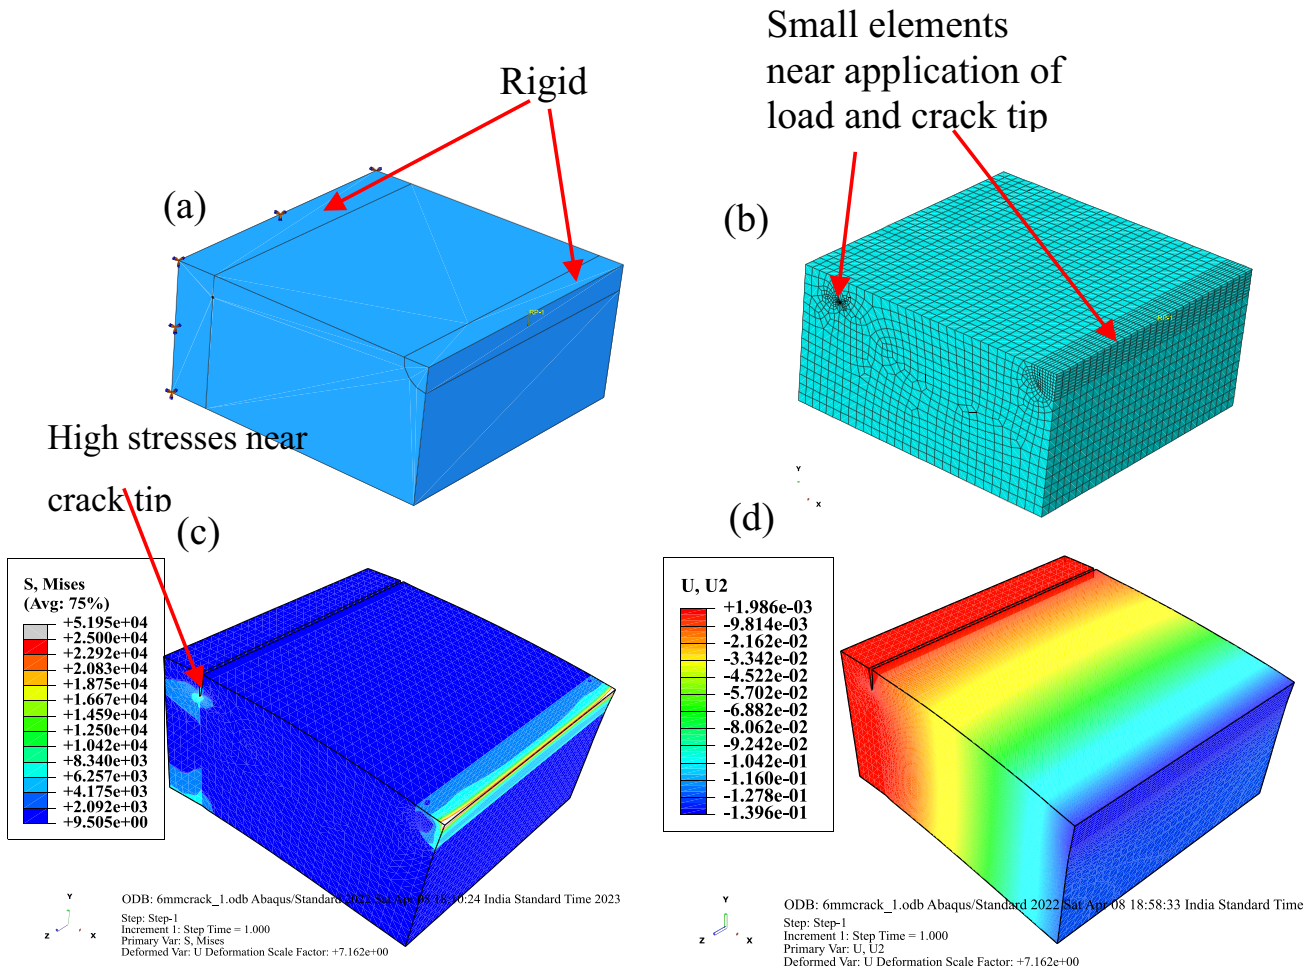 Small elements
near application of
load and crack tip
Rigid
(a)
(b)
RP-1
High stresses near
crack tip
Y
X
(c)
(d)
S, Mises
(Avg: 75%)
+5.195e+04
+2.500e+04
+2.292e+04
+2.083e+04
+1.875e+04
+1.667e+04
+1.459e+04
+1.250e+04
+1.042e+04
+8.340e+03
+6.257e+03
+4.175e+03
+2.092e+03
+9.505e+00
U, U2
+1.986e-03
-9.814e-03
-2.162e-02
-3.342e-02
-4.522e-02
-5.702e-02
-6.882e-02
-8.062e-02
-9.242e-02
-1.042e-01
-1.160e-01
-1.278e-01
-1.396e-01
Y
Z
X
ODB: 6mmcrack_1.odb Abaqus/Standard 2022 Sat Apr 08 18:10:24 India Standard Time 2023
Step: Step-1
Increment 1: Step Time = 1.000
Primary Var: S, Mises
Deformed Var: U Deformation Scale Factor: +7.162e+00
Y
Z
X
ODB: 6mmcrack_1.odb Abaqus/Standard 2022 Sat Apr 08 18:58:33 India Standard Time
Step: Step-1
Increment 1: Step Time = 1.000
Primary Var: U, U2
Deformed Var: U Deformation Scale Factor: +7.162e+00